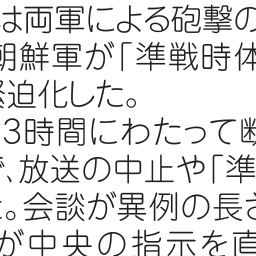 は両軍による砲撃の
朝鮮軍が「準戦時体
緊迫化した。
3時間にわたって断
、放送の中止や「準
。会談が異例の長さ
が中央の指示を直